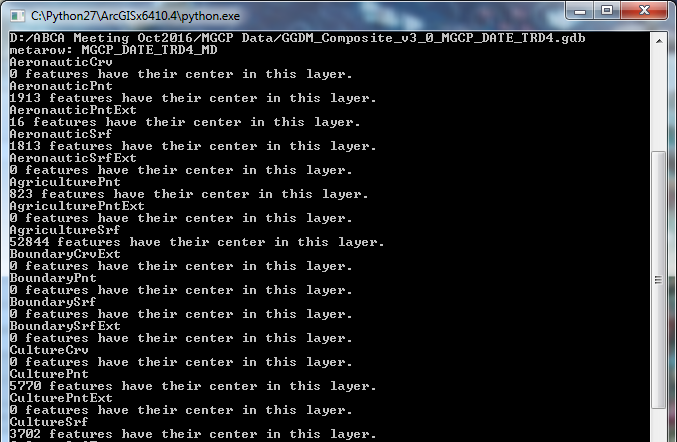 C:\Python27\ArcGISx6410.4\python.exe
D:/ABCA Meeting Oct2016/MGCP Data/GGDM_Composite_v3_0_MGCP_DATE_TRD4.gdb
metarow: MGCP_DATE_TRD4_MD
AeronauticCrv
0 features have their center in this layer.
AeronauticPnt
1913 features have their center in this layer.
AeronauticPntExt
16 features have their center in this layer.
AeronauticSrf
1813 features have their center in this layer.
AeronauticSrfExt
0 features have their center in this layer.
AgriculturePnt
823 features have their center in this layer.
AgriculturePntExt
0 features have their center in this layer.
AgricultureSrf
52844 features have their center in this layer.
BoundaryCrvExt
0 features have their center in this layer.
BoundaryPnt
0 features have their center in this layer.
BoundarySrf
0 features have their center in this layer.
BoundarySrfExt
0 features have their center in this layer.
CultureCrv
0 features have their center in this layer.
CulturePnt
5770 features have their center in this layer.
CulturePntExt
0 features have their center in this layer.
CultureSrf
3702 features have their center in this layer.